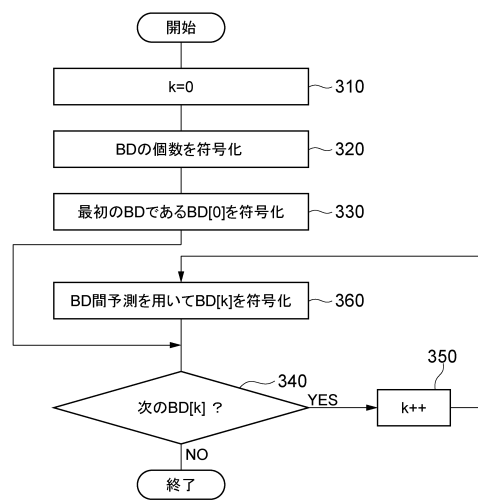 開始
k=0
310
BDの個数を符号化
320
最初のBDであるBD[0]を符号化
330
BD間予測を用いてBD[k]を符号化
360
次のBD[k] ?
340
YES
k++
350
NO
終了